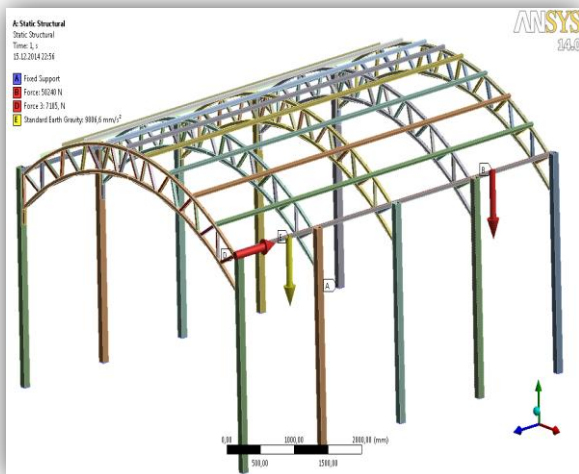 A: Static Structural
Static Structural
Time: 1, s
15.12.2014 22:56
A Fixed Support
B Force: 50240 N
D Force 3: 7185, N
E Standard Earth Gravity: 9806,6 mm/s²
ANSYS
14.0
B
D
E
A
0,00 1000,00 2000,00 (mm)
500,00 1500,00